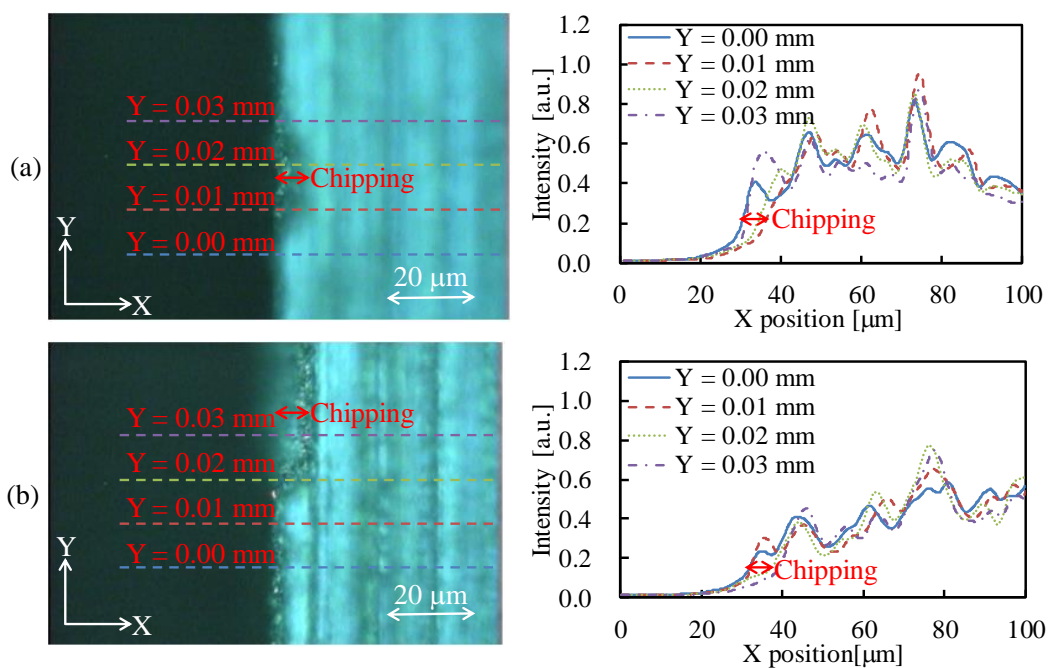 (a)
Y = 0.03 mm
Y = 0.02 mm
Chipping
Y = 0.01 mm
Y
Y = 0.00 mm
20 μm
X
1.2
1.0
0.8
0.6
0.4
0.2
0.0
Intensity [a.u.]
Y = 0.00 mm
Y = 0.01 mm
Y = 0.02 mm
Y = 0.03 mm
Chipping
0 20 40 60 80 100
X position [μm]
(b)
Y = 0.03 mm
Chipping
Y = 0.02 mm
Y = 0.01 mm
Y
Y = 0.00 mm
20 μm
X
1.2
1.0
0.8
0.6
0.4
0.2
0.0
Intensity [a.u.]
Y = 0.00 mm
Y = 0.01 mm
Y = 0.02 mm
Y = 0.03 mm
Chipping
0 20 40 60 80 100
X position[μm]